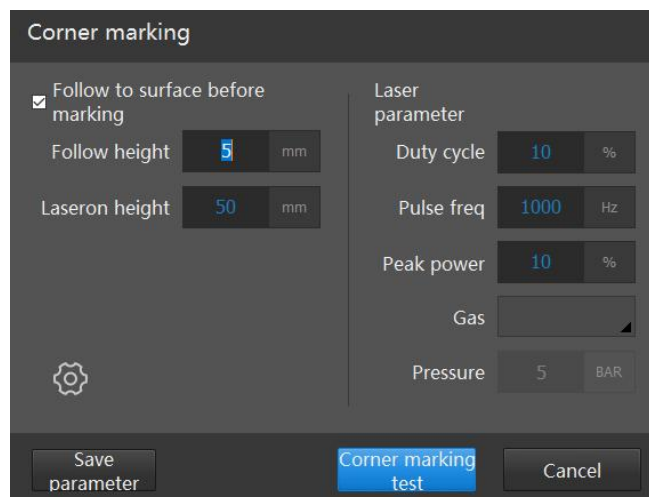 Corner marking
Follow to surface before
marking
Follow height 5 mm
Laseron height 50 mm
Laser
parameter
Duty cycle 10 %
Pulse freq 1000 Hz
Peak power 10 %
Gas
Pressure 5 BAR
Save
parameter
Corner marking
test
Cancel